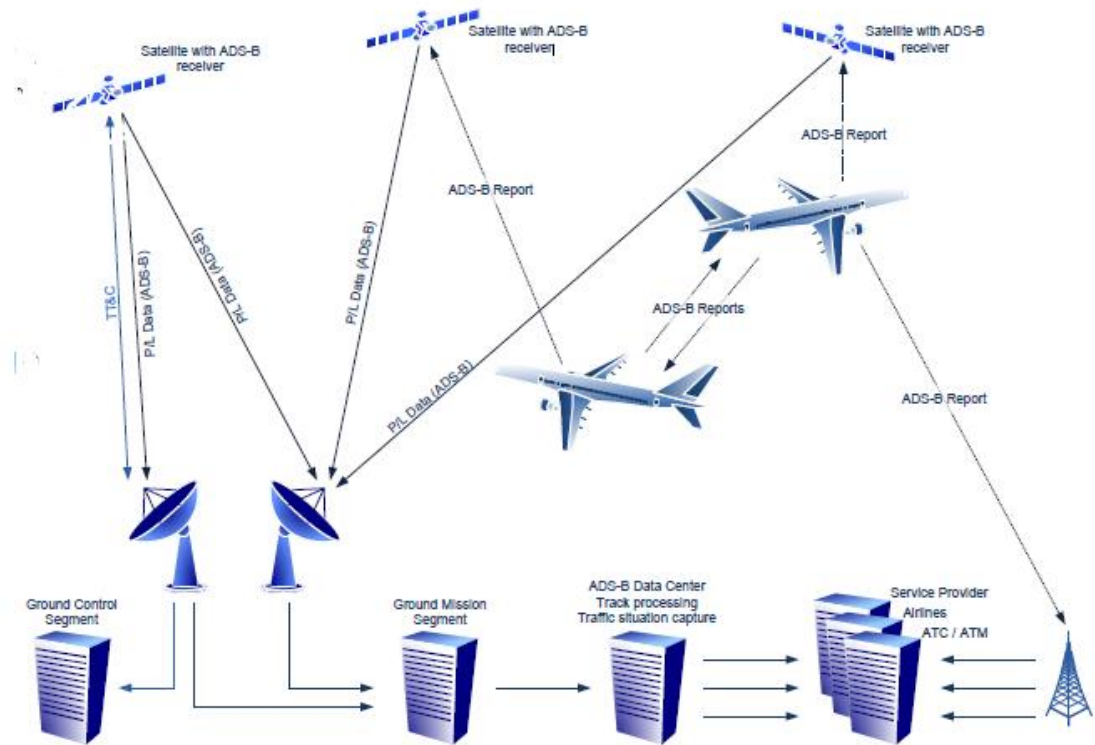 Satellite with ADS-B
receiver
Satellite with ADS-B
receiver
Satellite with ADS-B
receiver
ADS-B Report
ADS-B Report
TT&C
P/L Data (ADS-B)
P/L Data (ADS-B)
P/L Data (ADS-B)
P/L Data (ADS-B)
ADS-B Reports
ADS-B Report
Ground Control
Segment
Ground Mission
Segment
ADS-B Data Center
Track processing
Traffic situation capture
Service Provider
Airlines
ATC / ATM